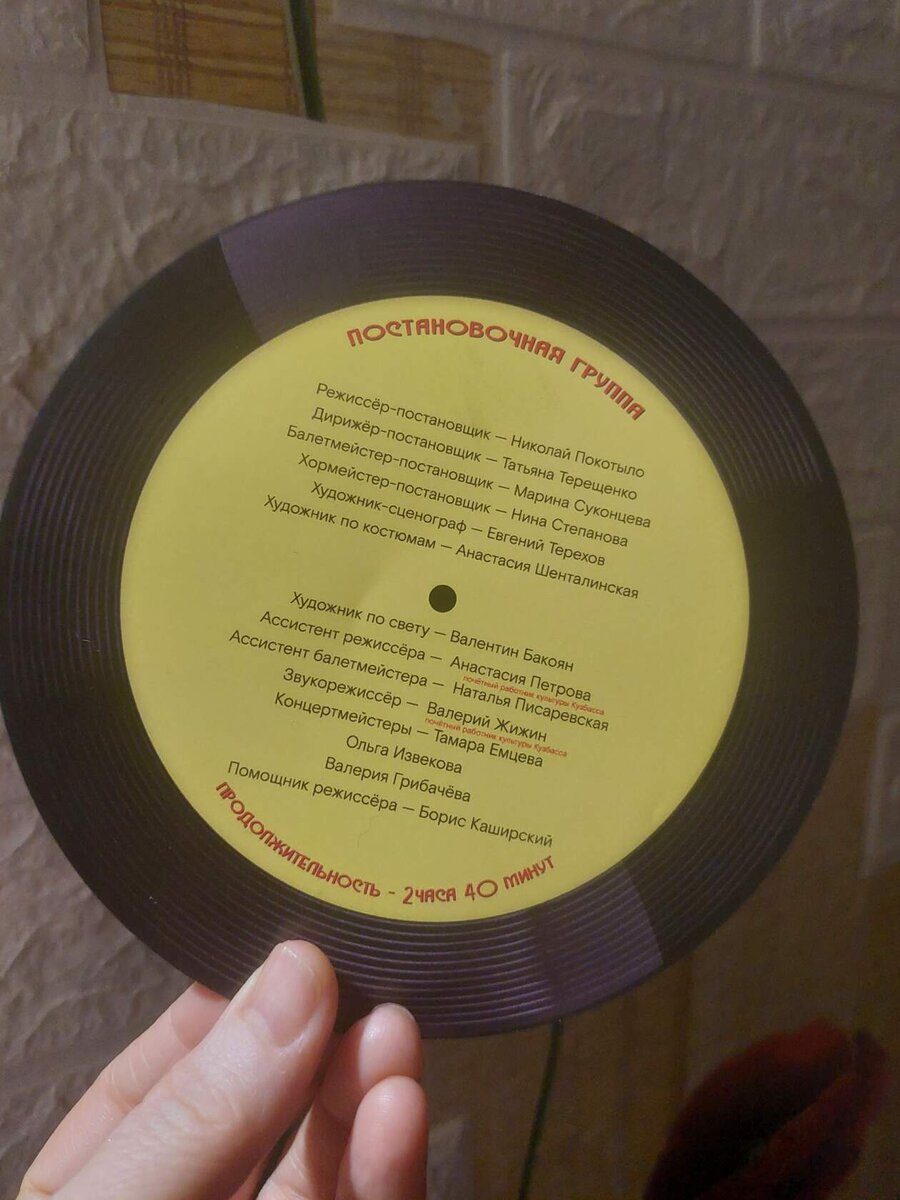 ПОСТАНОВОЧНАЯ ГРУППА
Режиссёр-постановщик — Николай Покотыло
Дирижёр-постановщик — Татьяна Терещенко
Балетмейстер-постановщик — Марина Суконцева
Хормейстер-постановщик — Нина Степанова
Художник-сценограф — Евгений Терехов
Художник по костюмам — Анастасия Шенталинская
Художник по свету — Валентин Бакоян
Ассистент режиссёра — Анастасия Петрова
почётный работник культуры Кузбасса
Ассистент балетмейстера — Наталья Писаревская
Звукорежиссёр — Валерий Жижин
почётный работник культуры Кузбасса
Концертмейстеры — Тамара Емцева
Ольга Извекова
Валерия Грибачёва
Помощник режиссёра — Борис Каширский
ПРОДОЛЖИТЕЛЬНОСТЬ - 2 ЧАСА 40 МИНУТ